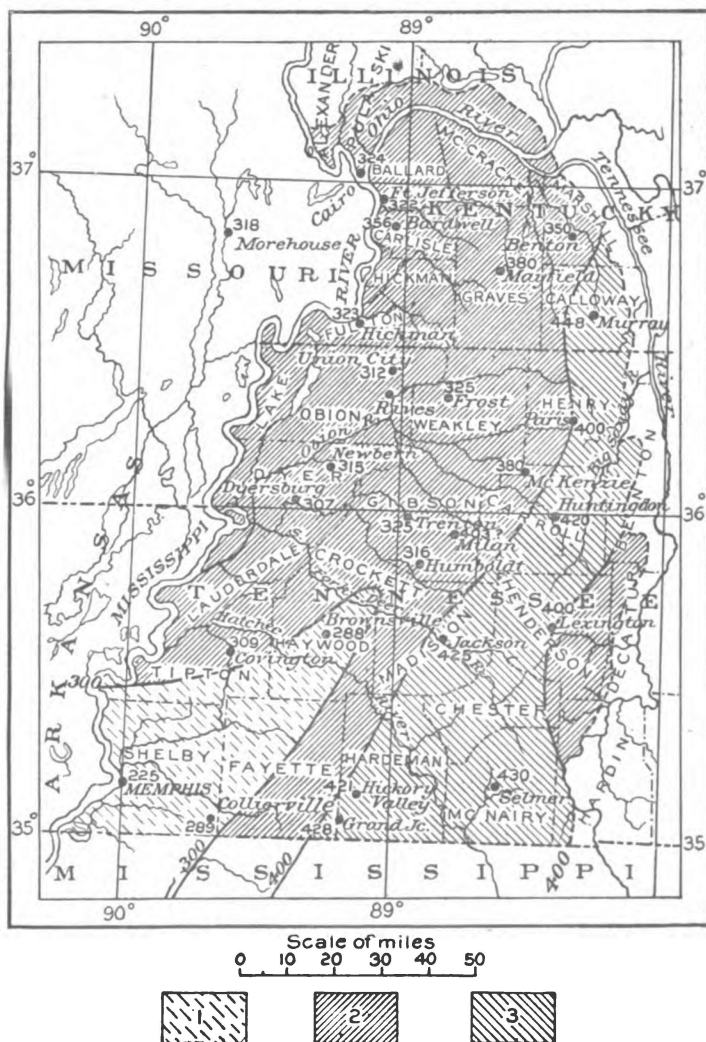 90° 89°
ILLINOIS
ALEXANDER
PULASKI
Ohio River
37° 37°
324 BALLARD
McCRACKEN
MARSHALL
Tennessee River
Cairo
Ft. Jefferson
KENTUCKY
318
Morehouse
356 Bardwell
CARLISLE
350
Benton
MISSOURI
RIVER
HICKMAN
380
Mayfield
GRAVES
CALLOWAY
448 Murray
323
FULTON
Hickman
Union City
312
LAKE
325
Frost
Rives
OBION
Obion R.
WEAKLEY
HENRY
Paris
400
Big Sandy R.
BENTON
Newbern
315
DYER
Dyersburg
307
380
McKenzie
GIBSON
CARROLL
Huntingdon
420
36° 36°
325 Trenton
Milan
316
Humboldt
MISSISSIPPI
LAUDERDALE
CROCKETT
TENNESSEE
HENDERSON
400
Lexington
DECATUR
Hatchee
Brownsville
288
HAYWOOD
309
Covington
MADISON
Jackson
425
ARKANSAS
300
TIPTON
CHESTER
River
HARDIN
SHELBY
FAYETTE
HARDEMAN
225
MEMPHIS
421
Hickory
Valley
430
Selmer
McNAIRY
Collierville
289
428 Grand Jc.
35° 35°
300
400
400
MISSISSIPPI
90° 89°
Scale of miles
0 10 20 30 40 50
1 2 3